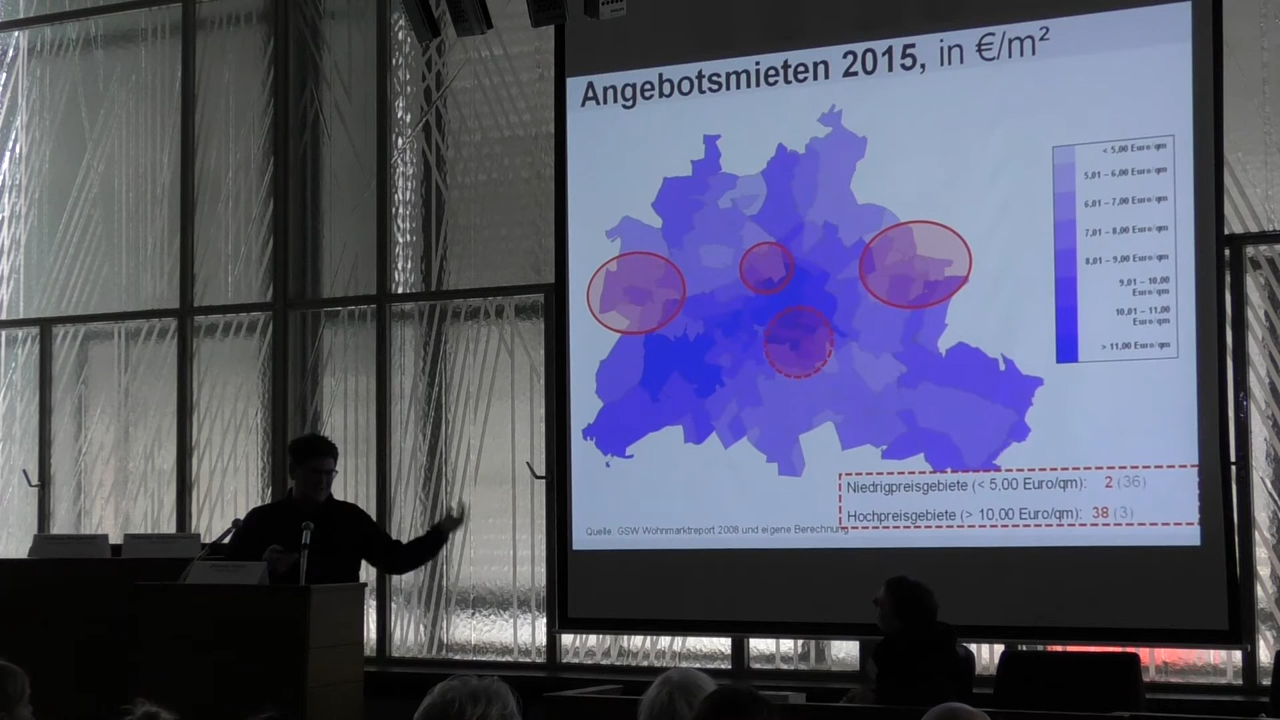 Angebotsmieten 2015, in €/m²
< 5,00 Euro/qm
5,01 – 6,00 Euro/qm
6,01 – 7,00 Euro/qm
7,01 – 8,00 Euro/qm
8,01 – 9,00 Euro/qm
9,01 – 10,00
Euro/qm
10,01 – 11,00
Euro/qm
> 11,00 Euro/qm
Niedrigpreisgebiete (< 5,00 Euro/qm): 2 (36)
Hochpreisgebiete (> 10,00 Euro/qm): 38 (3)
Quelle: GSW Wohnmarktreport 2008 und eigene Berechnung